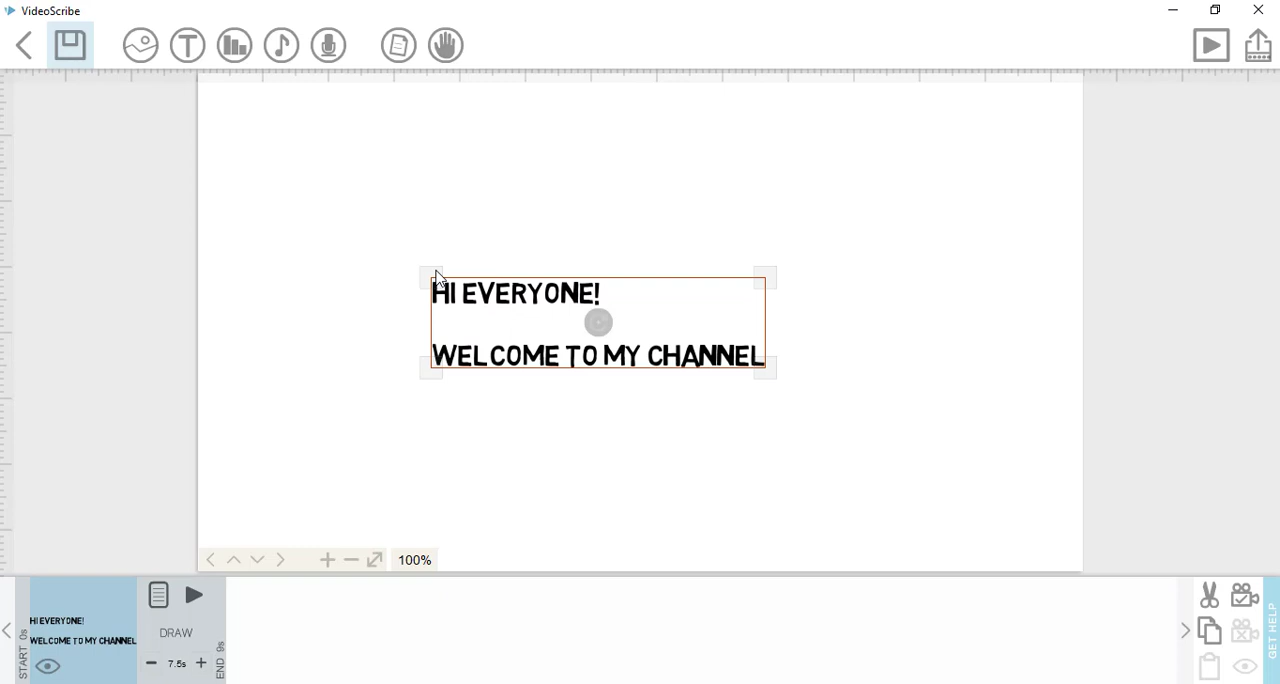 VideoScribe
HI EVERYONE!
WELCOME TO MY CHANNEL
100%
START 0s
HI EVERYONE!
WELCOME TO MY CHANNEL
DRAW
7.5s
END 9s
GET HELP